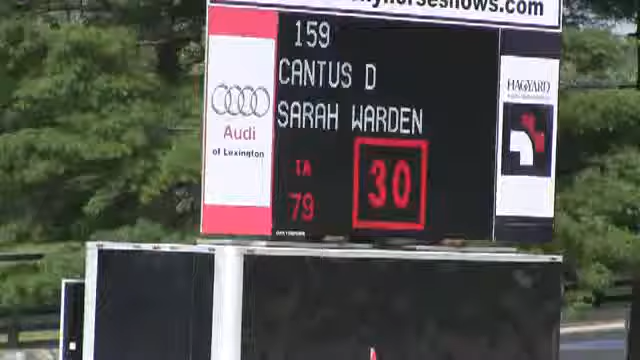 159
CANTUS D
SARAH WARDEN
TA
79
30
Audi
of Lexington
HAGYARD